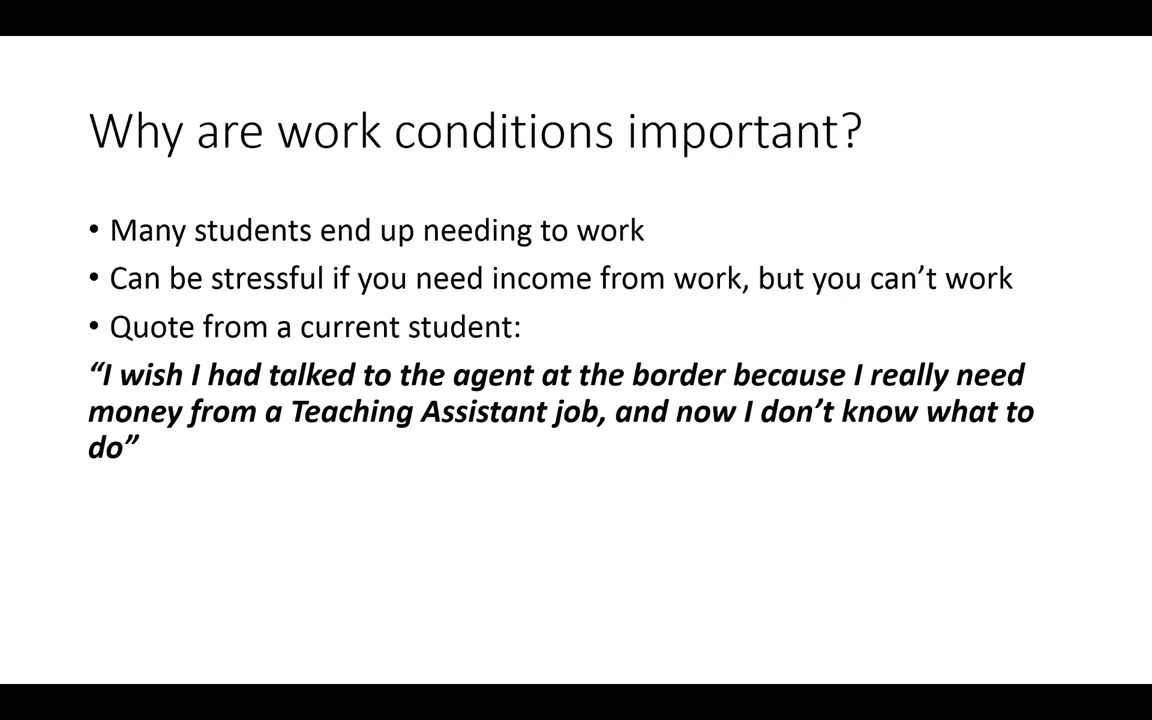 Why are work conditions important?
• Many students end up needing to work
• Can be stressful if you need income from work, but you can’t work
• Quote from a current student:
“I wish I had talked to the agent at the border because I really need
money from a Teaching Assistant job, and now I don’t know what to
do”